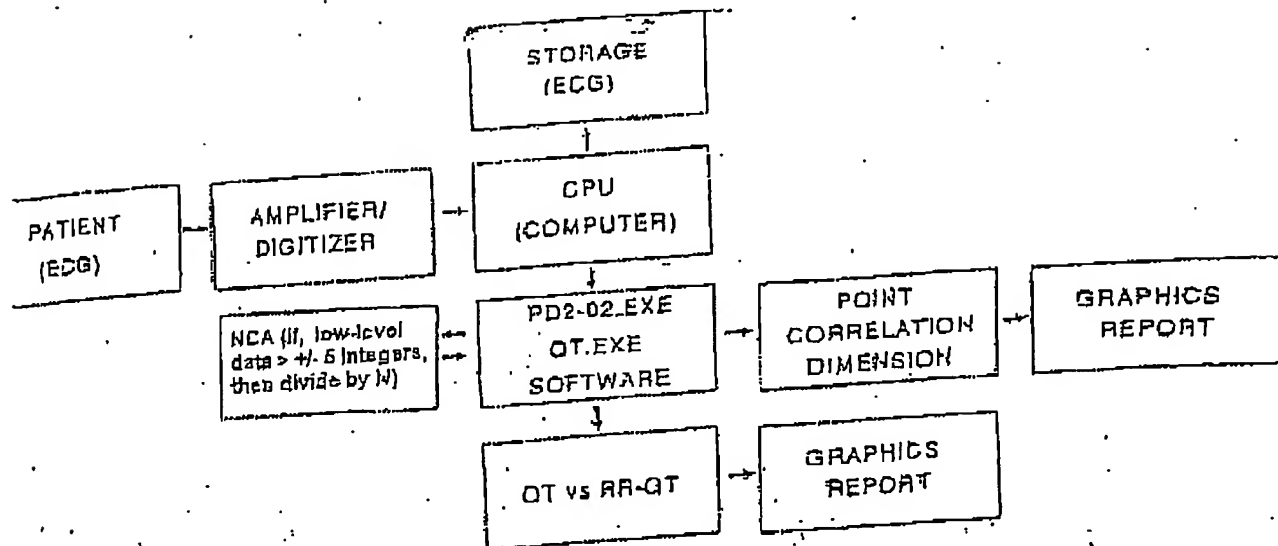 STORAGE
(ECG)
CPU
(COMPUTER)
PATIENT
(ECG)
AMPLIFIER/
DIGITIZER
NCA (If, low-level
data > +/- 5 integers,
then divide by N)
PD2-02.EXE
QT.EXE
SOFTWARE
POINT
CORRELATION
DIMENSION
GRAPHICS
REPORT
QT vs RR-QT
GRAPHICS
REPORT